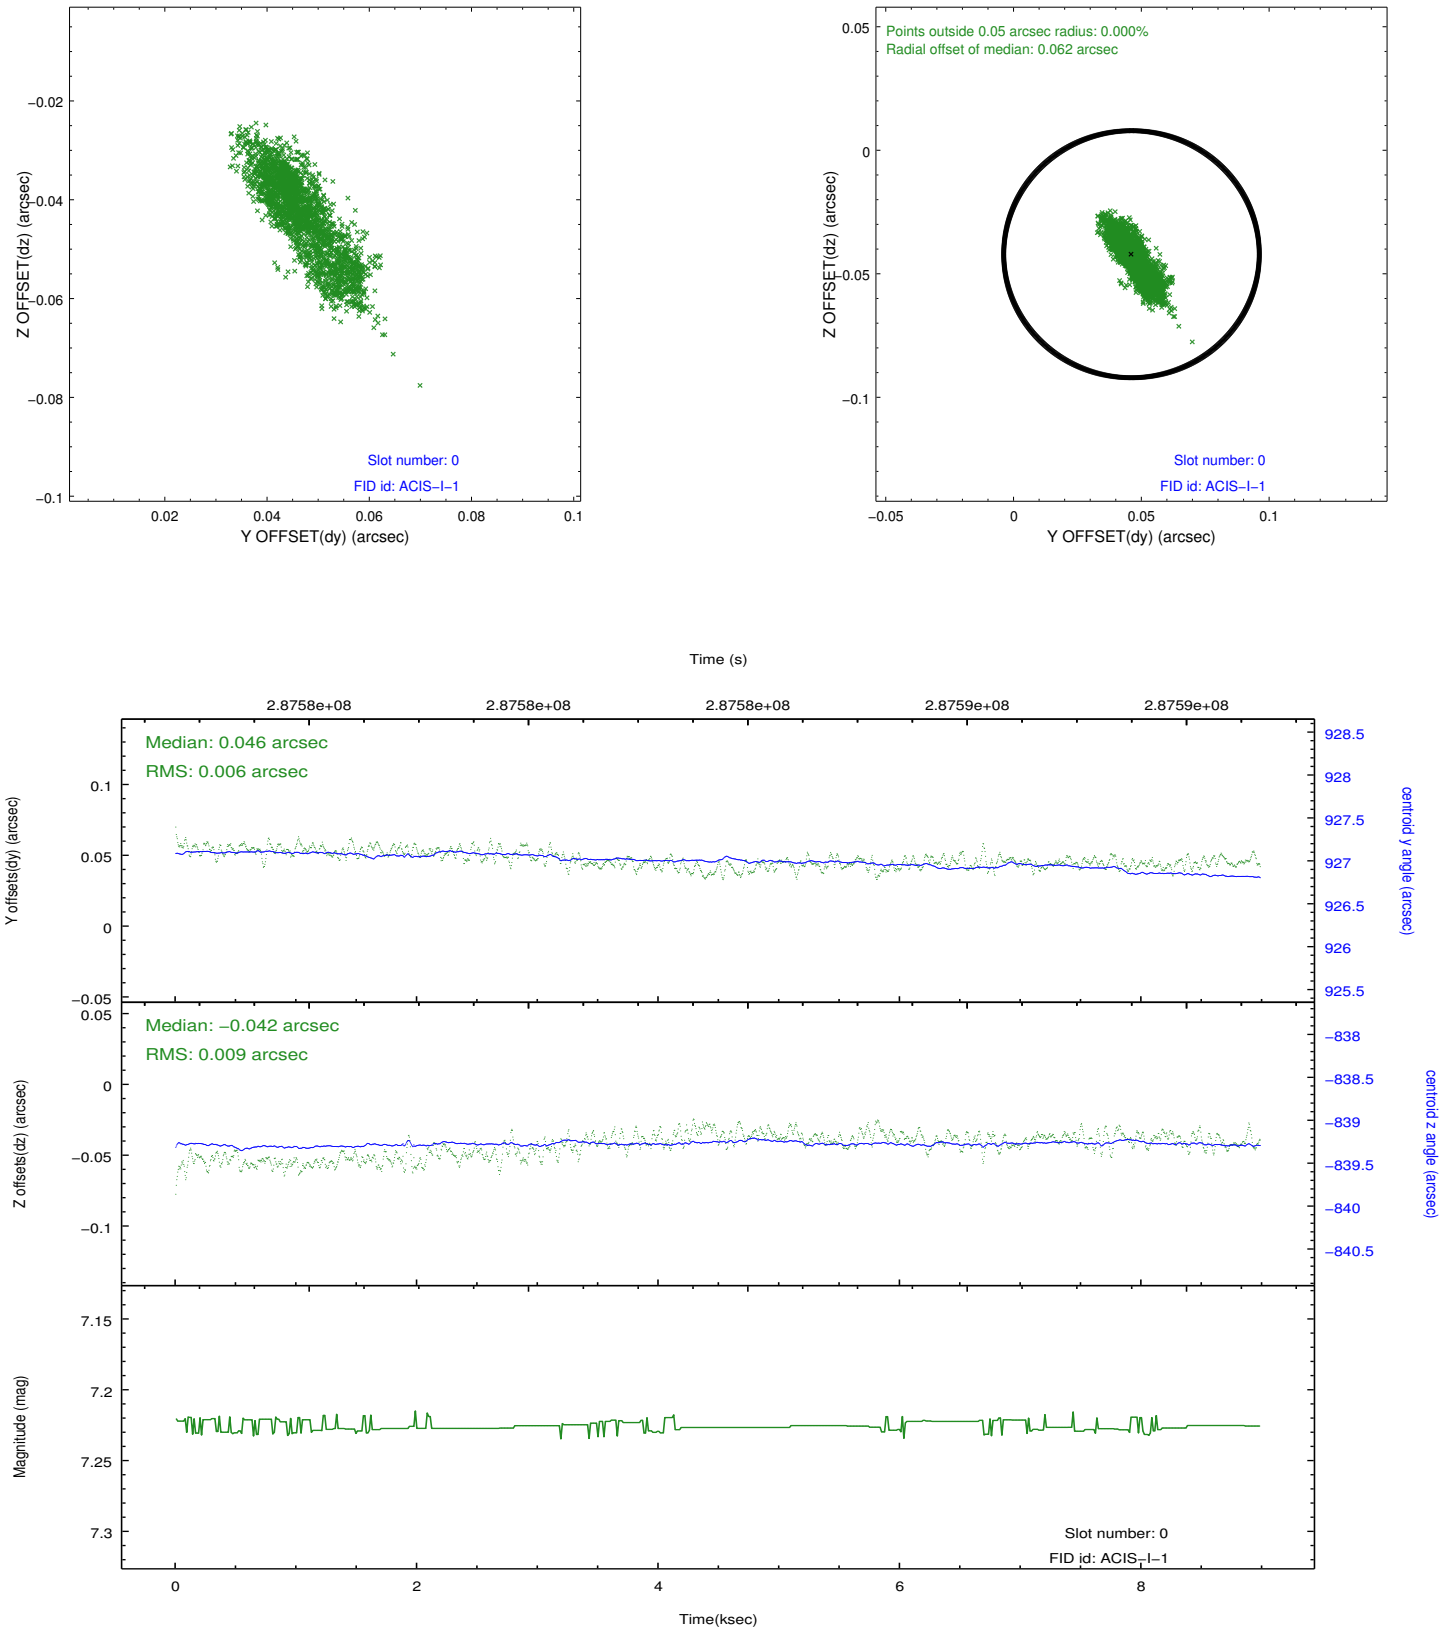 −0.02
−0.04
−0.06
−0.08
−0.1
Z OFFSET(dz) (arcsec)
Slot number: 0
FID id: ACIS−I−1
0.02 0.04 0.06 0.08 0.1
Y OFFSET(dy) (arcsec)
Points outside 0.05 arcsec radius: 0.000%
Radial offset of median: 0.062 arcsec
0.05
0
−0.05
−0.1
Z OFFSET(dz) (arcsec)
Slot number: 0
FID id: ACIS−I−1
−0.05 0 0.05 0.1
Y OFFSET(dy) (arcsec)
Time (s)
2.8758e+08 2.8758e+08 2.8758e+08 2.8759e+08 2.8759e+08
Median: 0.046 arcsec
RMS: 0.006 arcsec
0.1
0.05
0
−0.05
Y offsets(dy) (arcsec)
928.5
928
927.5
927
926.5
926
925.5
centroid y angle (arcsec)
Median: −0.042 arcsec
RMS: 0.009 arcsec
0.05
0
−0.05
−0.1
Z offsets(dz) (arcsec)
−838
−838.5
−839
−839.5
−840
−840.5
centroid z angle (arcsec)
7.15
7.2
7.25
7.3
Magnitude (mag)
Slot number: 0
FID id: ACIS−I−1
0 2 4 6 8
Time(ksec)